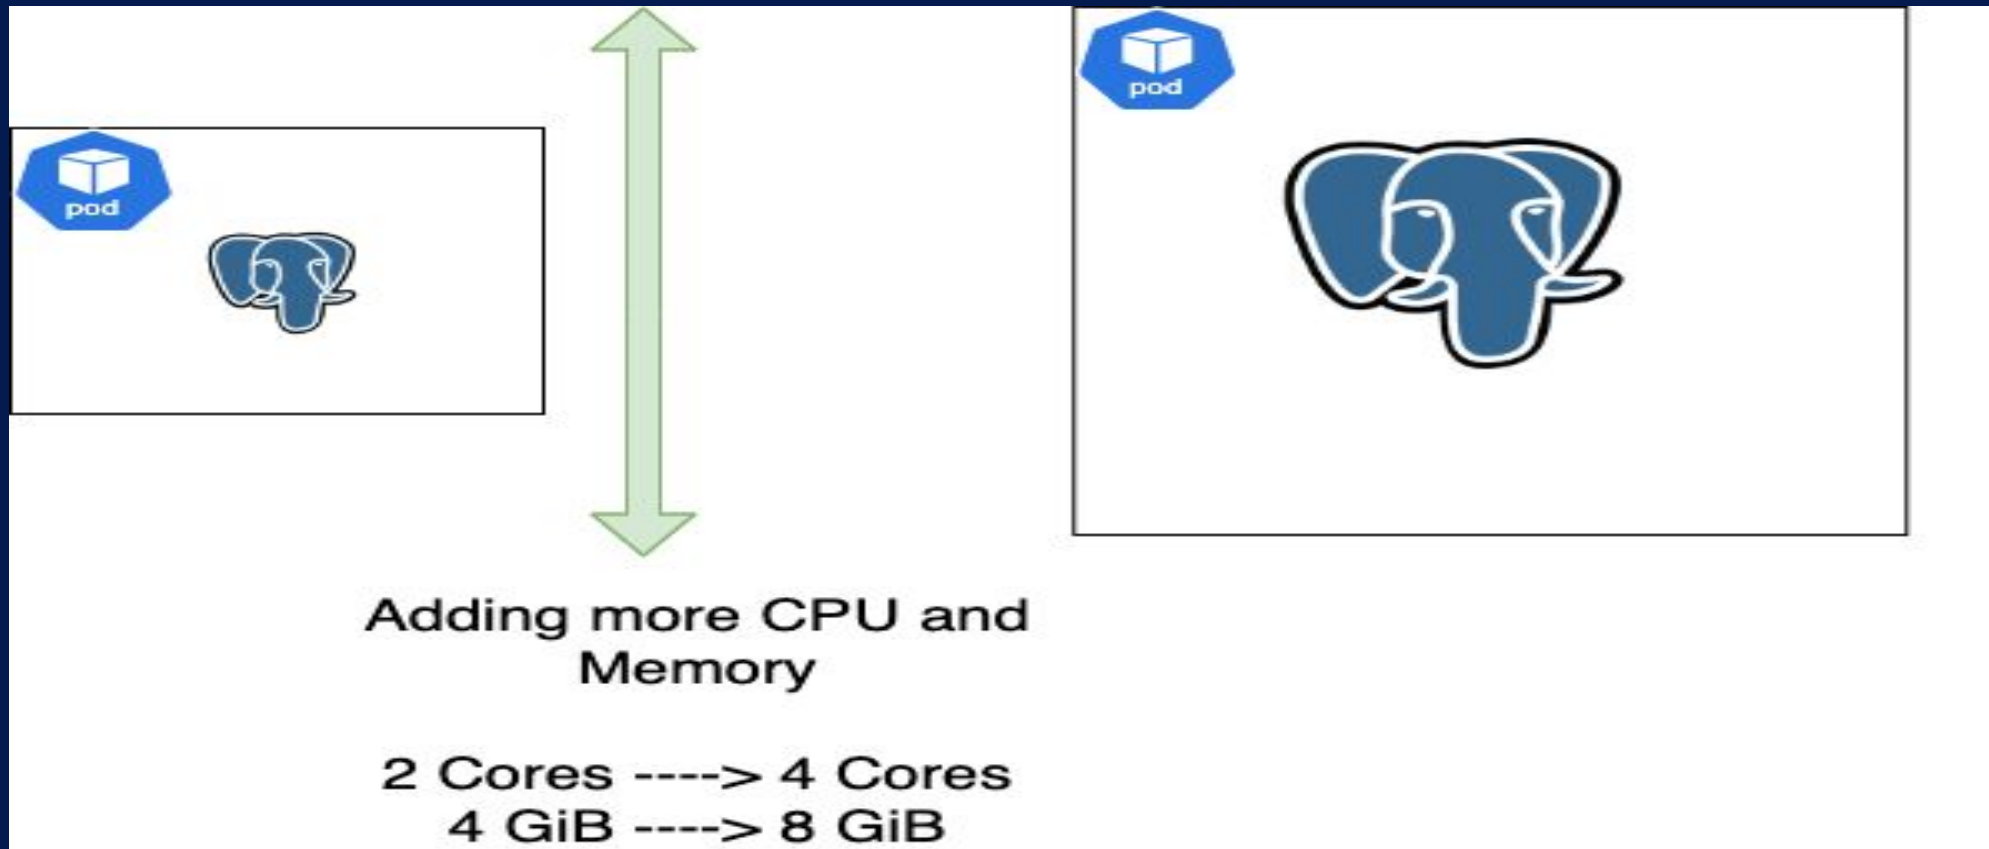 pod
pod
Adding more CPU and
Memory
2 Cores ----> 4 Cores
4 GiB ----> 8 GiB